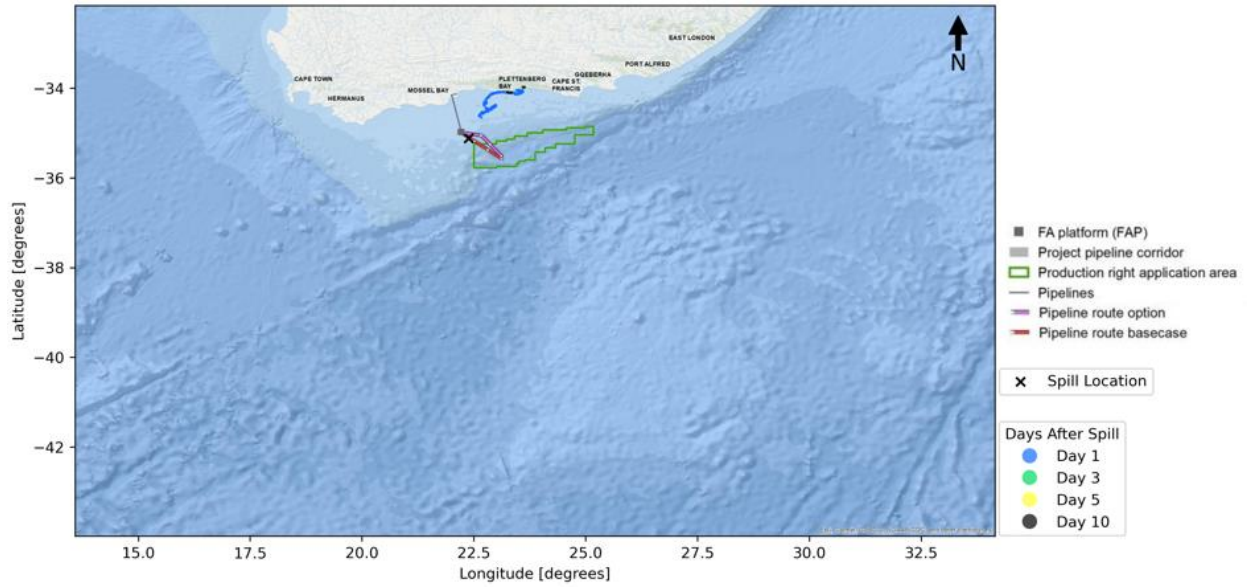 EAST LONDON
PORT ALFRED
GQEBERHA
CAPE ST.
FRANCIS
PLETTENBERG
BAY
MOSSEL BAY
CAPE TOWN
HERMANUS
N
−34
−36
−38
−40
−42
Latitude [degrees]
15.0 17.5 20.0 22.5 25.0 27.5 30.0 32.5
Longitude [degrees]
FA platform (FAP)
Project pipeline corridor
Production right application area
Pipelines
Pipeline route option
Pipeline route basecase
Spill Location
Days After Spill
Day 1
Day 3
Day 5
Day 10